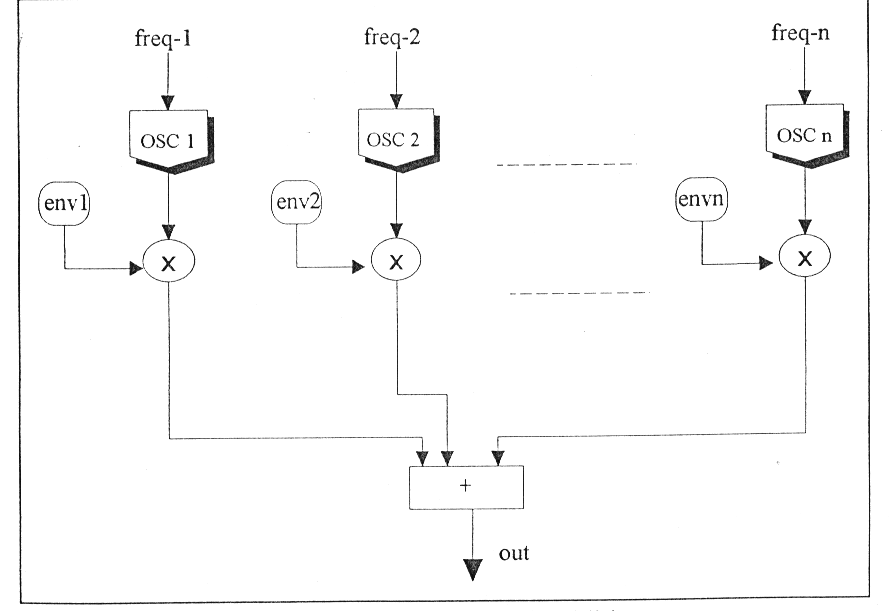 freq-1 freq-2 freq-n
OSC 1 OSC 2 OSC n
env1 env2 envn
X X X
+
out